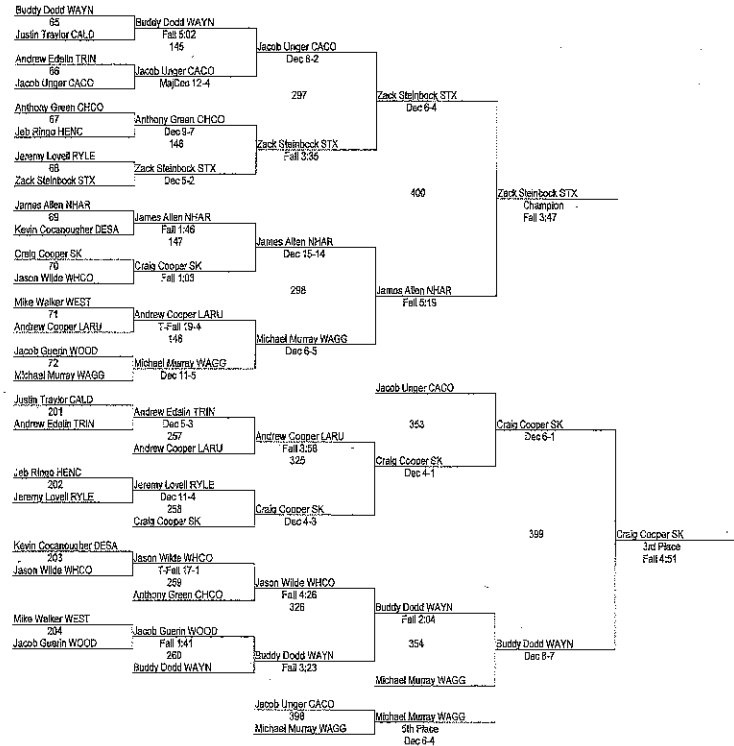 Buddy Dodd WAYN
65
Justin Traylor CALD
Buddy Dodd WAYN
Fall 5:02
145
Andrew Edelin TRIN
66
Jacob Unger CACO
Jacob Unger CACO
MajDec 12-4
Jacob Unger CACO
Dec 8-2
297
Anthony Green CHCO
67
Jeb Ringo HENC
Anthony Green CHCO
Dec 9-7
146
Jeremy Lovell RYLE
68
Zack Steinbock STX
Zack Steinbock STX
Dec 5-2
Zack Steinbock STX
Fall 3:35
Zack Steinbock STX
Dec 6-4
400
Zack Steinbock STX
Champion
Fall 3:47
James Allen NHAR
69
Kevin Cocanougher DESA
James Allen NHAR
Fall 1:46
147
Craig Cooper SK
70
Jason Wilde WHCO
Craig Cooper SK
Fall 1:03
James Allen NHAR
Dec 15-14
298
James Allen NHAR
Fall 5:19
Mike Walker WEST
71
Andrew Cooper LARU
Andrew Cooper LARU
T-Fall 19-4
148
Jacob Guerin WOOD
72
Michael Murray WAGG
Michael Murray WAGG
Dec 11-5
Michael Murray WAGG
Dec 6-5
Justin Traylor CALD
201
Andrew Edelin TRIN
Andrew Edelin TRIN
Dec 5-3
257
Andrew Cooper LARU
Andrew Cooper LARU
Fall 3:56
325
Jeb Ringo HENC
202
Jeremy Lovell RYLE
Jeremy Lovell RYLE
Dec 11-4
258
Craig Cooper SK
Craig Cooper SK
Dec 4-3
Craig Cooper SK
Dec 4-1
Jacob Unger CACO
353
Craig Cooper SK
Dec 6-1
399
Craig Cooper SK
3rd Place
Fall 4:51
Kevin Cocanougher DESA
203
Jason Wilde WHCO
Jason Wilde WHCO
T-Fall 17-1
259
Anthony Green CHCO
Jason Wilde WHCO
Fall 4:26
326
Mike Walker WEST
204
Jacob Guerin WOOD
Jacob Guerin WOOD
Fall 1:41
260
Buddy Dodd WAYN
Buddy Dodd WAYN
Fall 3:23
Buddy Dodd WAYN
Fall 2:04
354
Michael Murray WAGG
Buddy Dodd WAYN
Dec 8-7
Jacob Unger CACO
398
Michael Murray WAGG
Michael Murray WAGG
5th Place
Dec 6-4